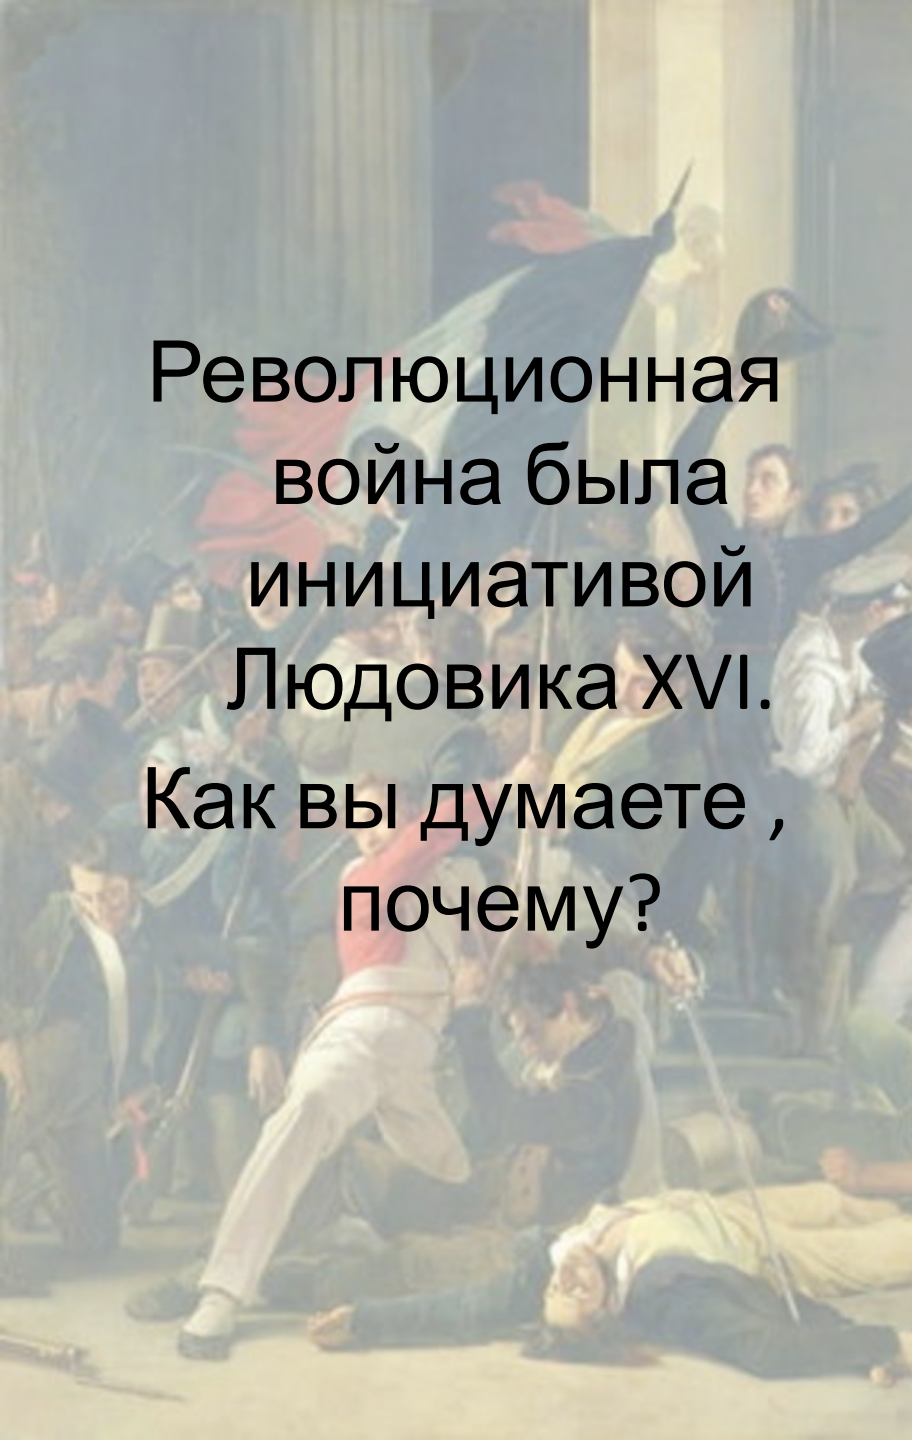 Революционная
война была
инициативой
Людовика XVI.
Как вы думаете ,
почему?